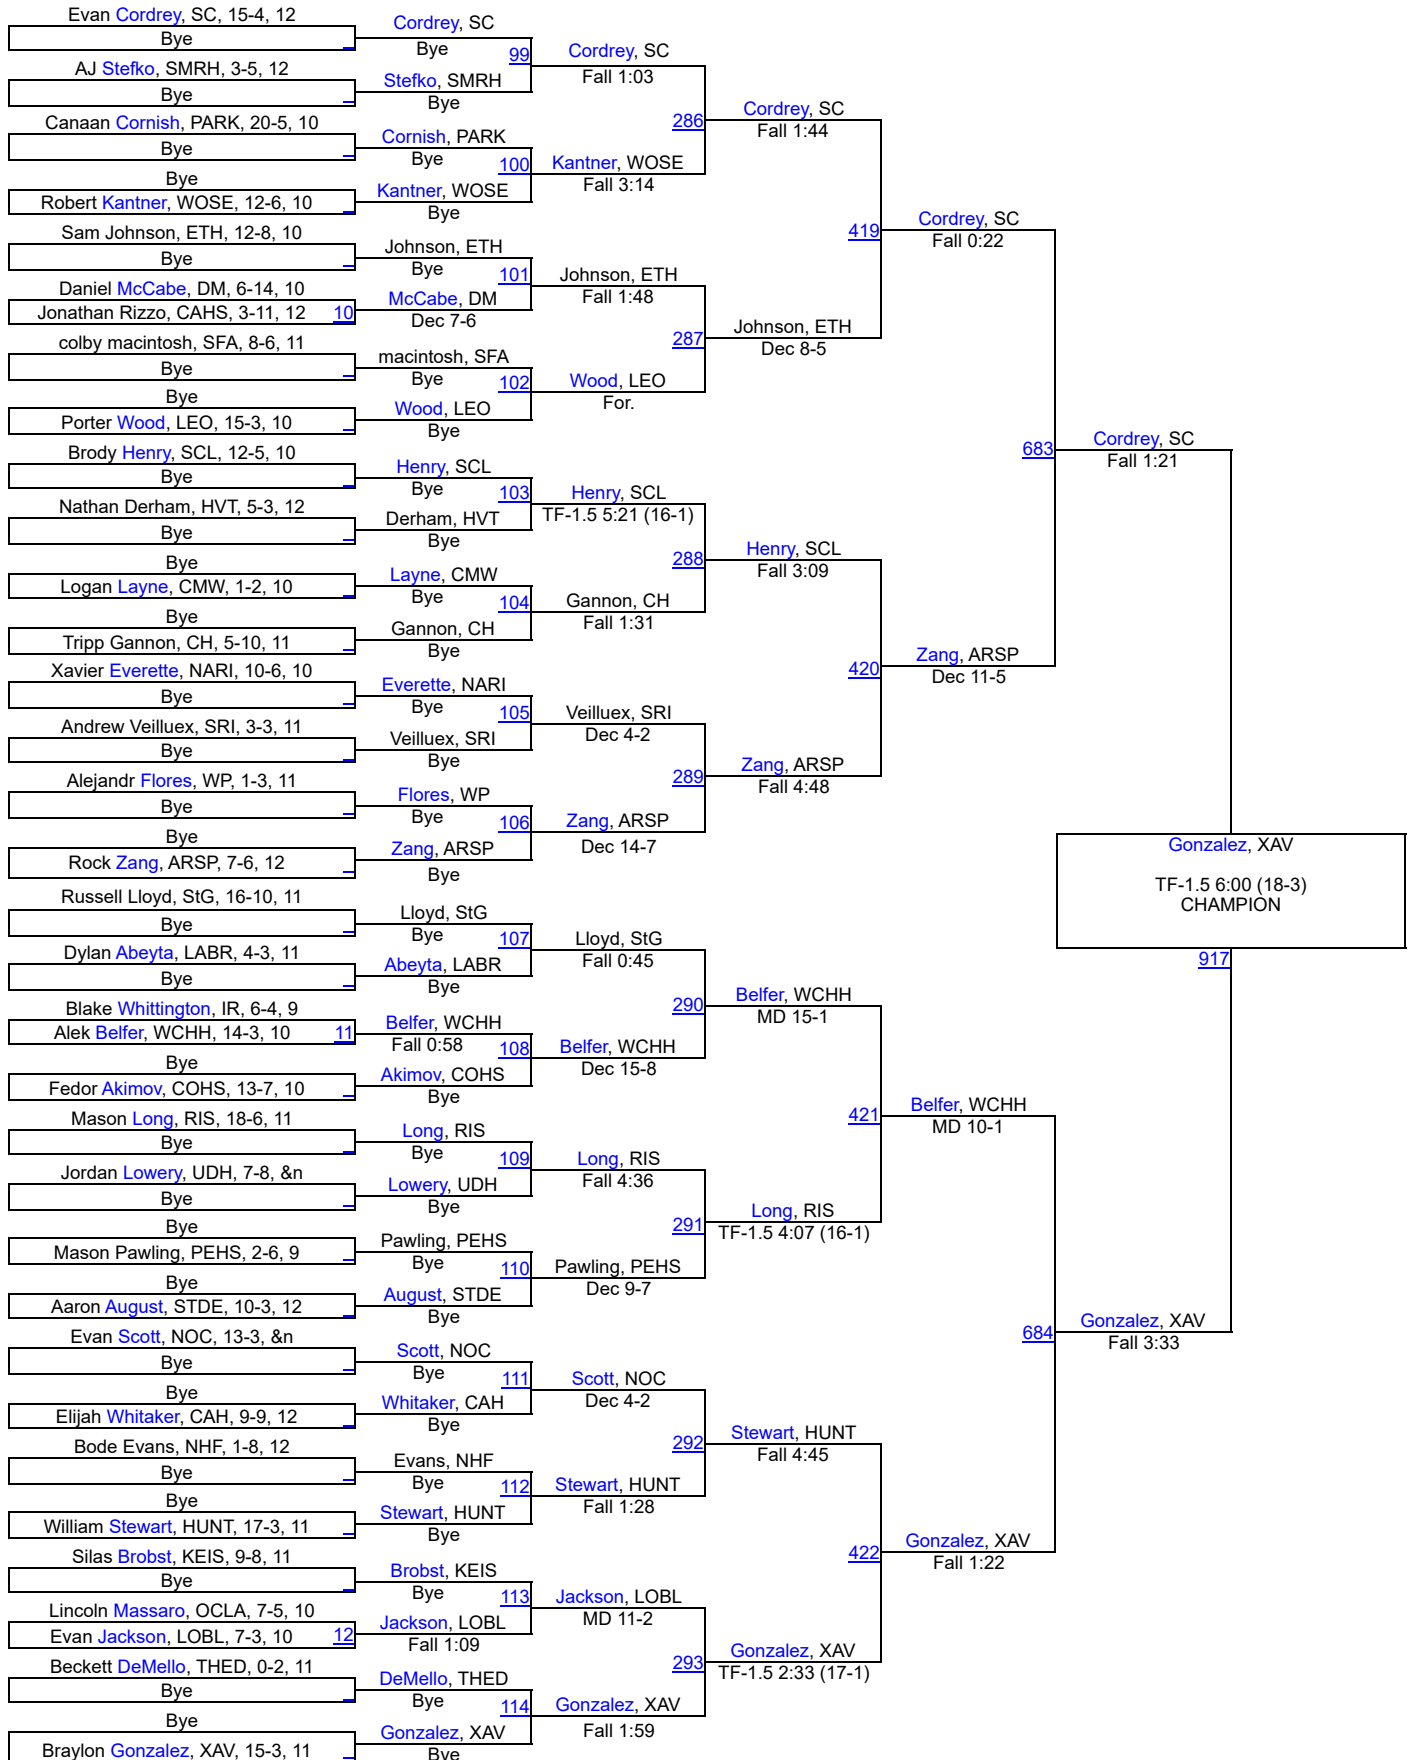 Evan Cordrey, SC, 15-4, 12
Bye
AJ Stefko, SMRH, 3-5, 12
Bye
Canaan Cornish, PARK, 20-5, 10
Bye
Bye
Robert Kantner, WOSE, 12-6, 10
Sam Johnson, ETH, 12-8, 10
Bye
Daniel McCabe, DM, 6-14, 10
Jonathan Rizzo, CAHS, 3-11, 12 10
colby macintosh, SFA, 8-6, 11
Bye
Bye
Porter Wood, LEO, 15-3, 10
Brody Henry, SCL, 12-5, 10
Bye
Nathan Derham, HVT, 5-3, 12
Bye
Bye
Logan Layne, CMW, 1-2, 10
Bye
Tripp Gannon, CH, 5-10, 11
Xavier Everette, NARI, 10-6, 10
Bye
Andrew Veilluex, SRI, 3-3, 11
Bye
Alejandr Flores, WP, 1-3, 11
Bye
Bye
Rock Zang, ARSP, 7-6, 12
Russell Lloyd, StG, 16-10, 11
Bye
Dylan Abeyta, LABR, 4-3, 11
Bye
Blake Whittington, IR, 6-4, 9
Alek Belfer, WCHH, 14-3, 10 11
Bye
Fedor Akimov, COHS, 13-7, 10
Mason Long, RIS, 18-6, 11
Bye
Jordan Lowery, UDH, 7-8, &n
Bye
Bye
Mason Pawling, PEHS, 2-6, 9
Bye
Aaron August, STDE, 10-3, 12
Evan Scott, NOC, 13-3, &n
Bye
Bye
Elijah Whitaker, CAH, 9-9, 12
Bode Evans, NHF, 1-8, 12
Bye
Bye
William Stewart, HUNT, 17-3, 11
Silas Brobst, KEIS, 9-8, 11
Bye
Lincoln Massaro, OCLA, 7-5, 10
Evan Jackson, LOBL, 7-3, 10 12
Beckett DeMello, THED, 0-2, 11
Bye
Bye
Braylon Gonzalez, XAV, 15-3, 11
Cordrey, SC
Bye
99
Stefko, SMRH
Bye
Cornish, PARK
Bye
100
Kantner, WOSE
Bye
Johnson, ETH
Bye
101
McCabe, DM
Dec 7-6
macintosh, SFA
Bye
102
Wood, LEO
Bye
Henry, SCL
Bye
103
Derham, HVT
Bye
Layne, CMW
Bye
104
Gannon, CH
Bye
Everette, NARI
Bye
105
Veilluex, SRI
Bye
Flores, WP
Bye
106
Zang, ARSP
Bye
Lloyd, StG
Bye
107
Abeyta, LABR
Bye
Belfer, WCHH
Fall 0:58
108
Akimov, COHS
Bye
Long, RIS
Bye
109
Lowery, UDH
Bye
Pawling, PEHS
Bye
110
August, STDE
Bye
Scott, NOC
Bye
111
Whitaker, CAH
Bye
Evans, NHF
Bye
112
Stewart, HUNT
Bye
Brobst, KEIS
Bye
113
Jackson, LOBL
Fall 1:09
DeMello, THED
Bye
114
Gonzalez, XAV
Bye
Cordrey, SC
Fall 1:03
286
Kantner, WOSE
Fall 3:14
Johnson, ETH
Fall 1:48
287
Wood, LEO
For.
Henry, SCL
TF-1.5 5:21 (16-1)
288
Gannon, CH
Fall 1:31
Veilluex, SRI
Dec 4-2
289
Zang, ARSP
Dec 14-7
Lloyd, StG
Fall 0:45
290
Belfer, WCHH
Dec 15-8
Long, RIS
Fall 4:36
291
Pawling, PEHS
Dec 9-7
Scott, NOC
Dec 4-2
292
Stewart, HUNT
Fall 1:28
Jackson, LOBL
MD 11-2
293
Gonzalez, XAV
Fall 1:59
Cordrey, SC
Fall 1:44
419
Johnson, ETH
Dec 8-5
Henry, SCL
Fall 3:09
420
Zang, ARSP
Fall 4:48
Belfer, WCHH
MD 15-1
421
Long, RIS
TF-1.5 4:07 (16-1)
Stewart, HUNT
Fall 4:45
422
Gonzalez, XAV
TF-1.5 2:33 (17-1)
Cordrey, SC
Fall 0:22
683
Zang, ARSP
Dec 11-5
Belfer, WCHH
MD 10-1
684
Gonzalez, XAV
Fall 1:22
Cordrey, SC
Fall 1:21
Gonzalez, XAV
Fall 3:33
Gonzalez, XAV
TF-1.5 6:00 (18-3)
CHAMPION
917